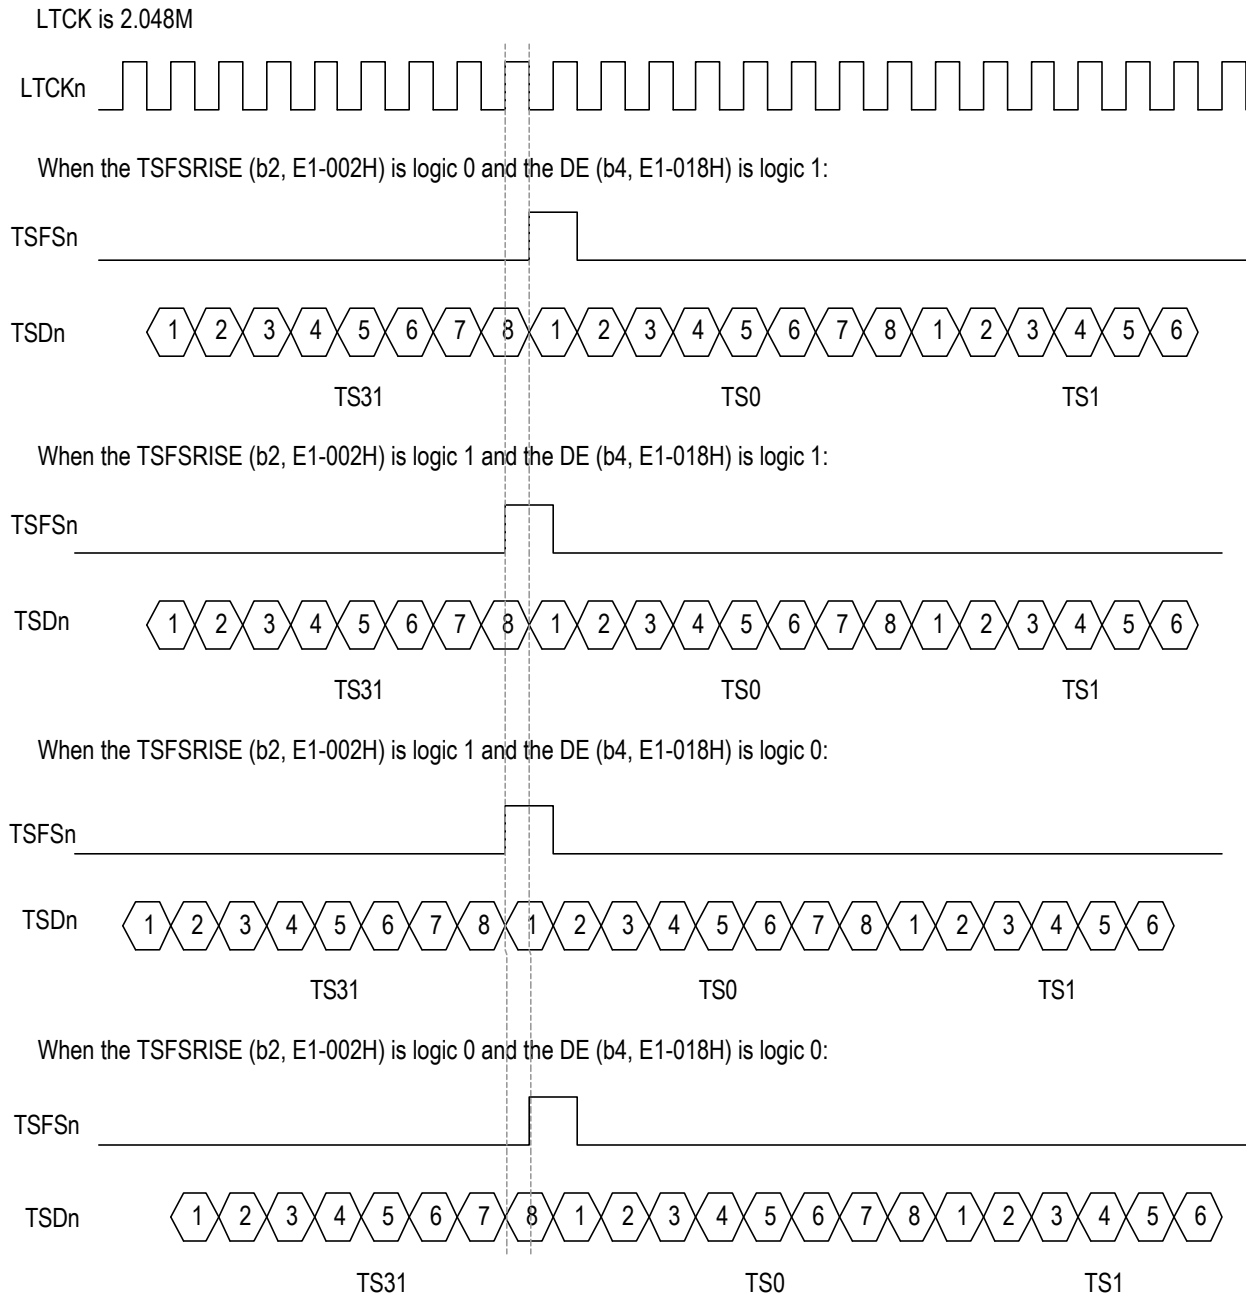 LTCK is 2.048M
LTCKn
When the TSFSRISE (b2, E1-002H) is logic 0 and the DE (b4, E1-018H) is logic 1:
TSFSn
TSDn 1 2 3 4 5 6 7 8 1 2 3 4 5 6 7 8 1 2 3 4 5 6
TS31 TS0 TS1
When the TSFSRISE (b2, E1-002H) is logic 1 and the DE (b4, E1-018H) is logic 1:
TSFSn
TSDn 1 2 3 4 5 6 7 8 1 2 3 4 5 6 7 8 1 2 3 4 5 6
TS31 TS0 TS1
When the TSFSRISE (b2, E1-002H) is logic 1 and the DE (b4, E1-018H) is logic 0:
TSFSn
TSDn 1 2 3 4 5 6 7 8 1 2 3 4 5 6 7 8 1 2 3 4 5 6
TS31 TS0 TS1
When the TSFSRISE (b2, E1-002H) is logic 0 and the DE (b4, E1-018H) is logic 0:
TSFSn
TSDn 1 2 3 4 5 6 7 8 1 2 3 4 5 6 7 8 1 2 3 4 5 6
TS31 TS0 TS1